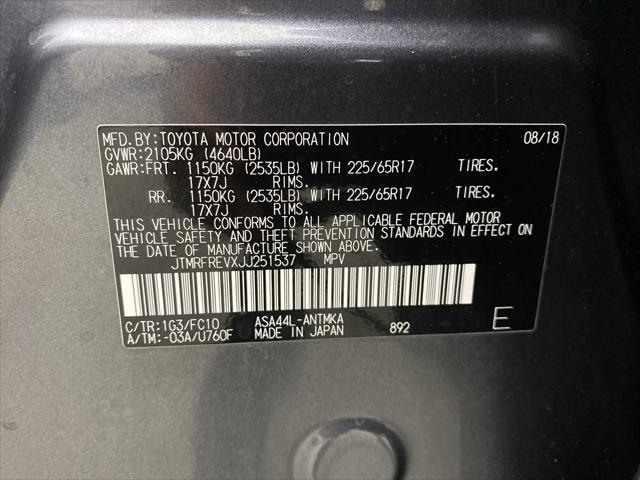 MFD.BY:TOYOTA MOTOR CORPORATION 08/18
GVWR:2105KG (4640LB)
GAWR:FRT. 1150KG (2535LB) WITH 225/65R17 TIRES.
17X7J RIMS.
RR. 1150KG (2535LB) WITH 225/65R17 TIRES.
17X7J RIMS.
THIS VEHICLE CONFORMS TO ALL APPLICABLE FEDERAL MOTOR
VEHICLE SAFETY AND THEFT PREVENTION STANDARDS IN EFFECT ON
THE DATE OF MANUFACTURE SHOWN ABOVE.
JTMRFREVXJJ251537 MPV
C/TR:1G3/FC10 ASA44L-ANTMKA
A/TM:-03A/U760F MADE IN JAPAN 892 E